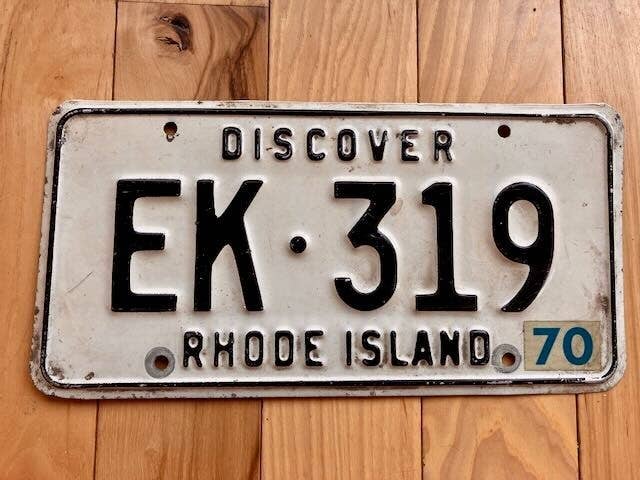 DISCOVER
EK·319
RHODE ISLAND 70